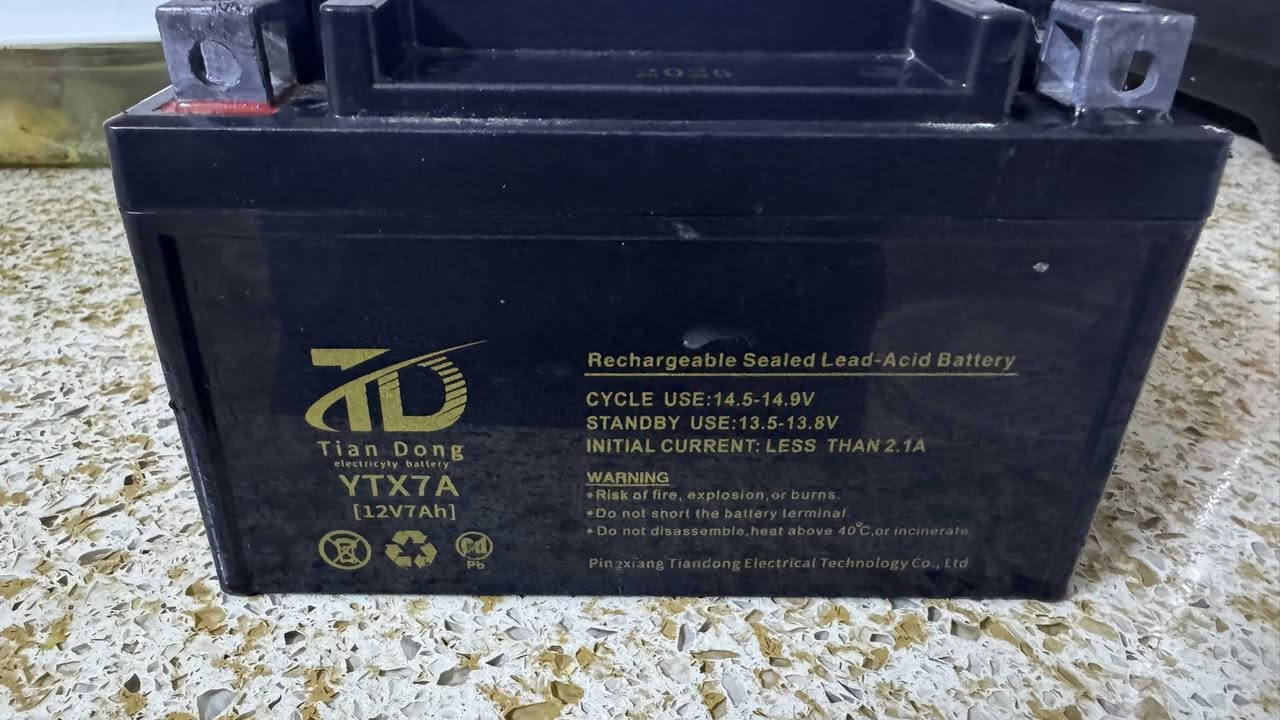 2026
TD
Tian Dong
electricyty battery
YTX7A
[12V7Ah]
Pb
Rechargeable Sealed Lead-Acid Battery
CYCLE USE:14.5-14.9V
STANDBY USE:13.5-13.8V
INITIAL CURRENT: LESS THAN 2.1A
WARNING
•Risk of fire, explosion,or burns.
•Do not short the battery terminal
•Do not disassemble,heat above 40℃,or incinerate.
Pingxiang Tiandong Electrical Technology Co., Ltd